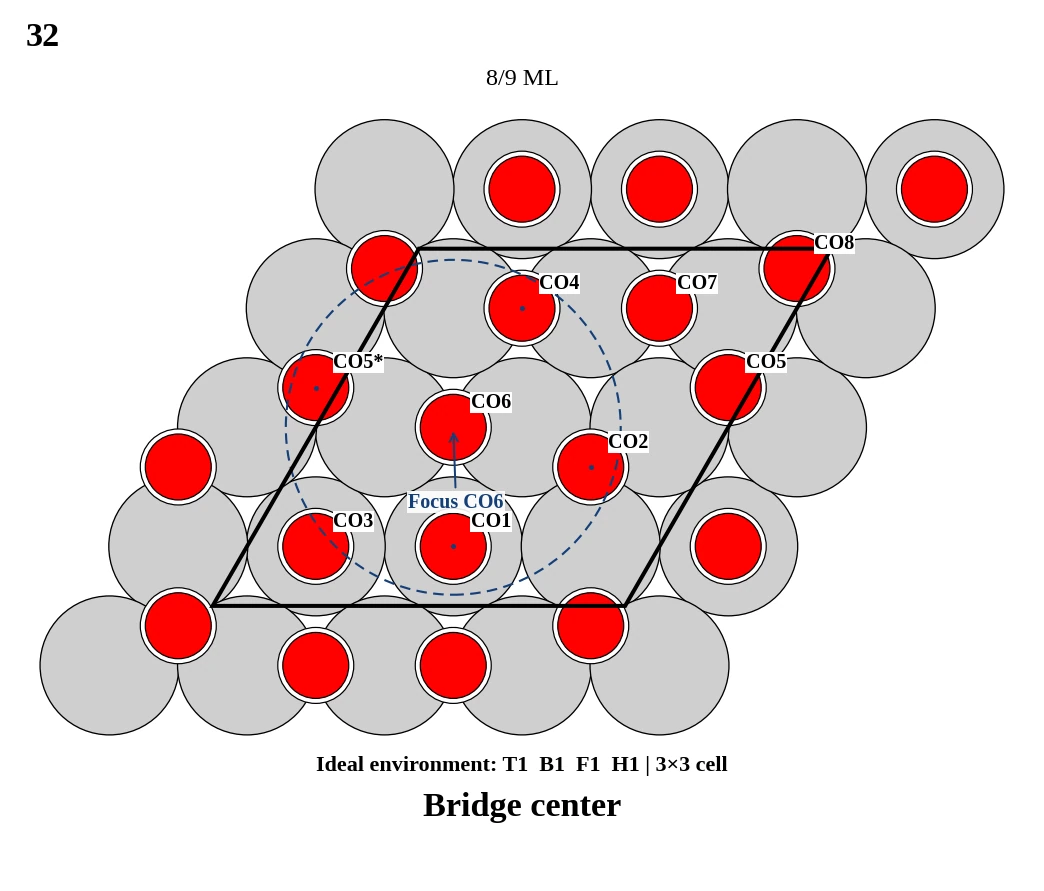 32
8/9 ML
CO8
CO4
CO7
CO5*
CO5
CO6
CO2
Focus CO6
CO3
CO1
Ideal environment: T1  B1  F1  H1 | 3×3 cell
Bridge center